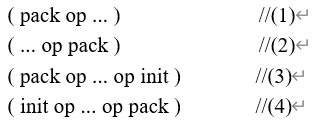 ( pack op ... ) //(1)↵
( ... op pack ) //(2)↵
( pack op ... op init ) //(3)↵
( init op ... op pack ) //(4)↵